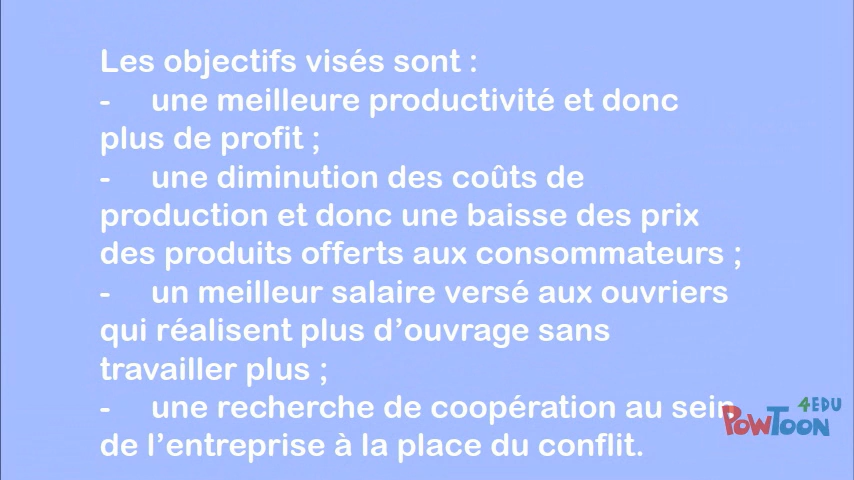 Les objectifs visés sont :
- une meilleure productivité et donc
plus de profit ;
- une diminution des coûts de
production et donc une baisse des prix
des produits offerts aux consommateurs ;
- un meilleur salaire versé aux ouvriers
qui réalisent plus d’ouvrage sans
travailler plus ;
- une recherche de coopération au sein
de l’entreprise à la place du conflit.
4EDU
POWTOON